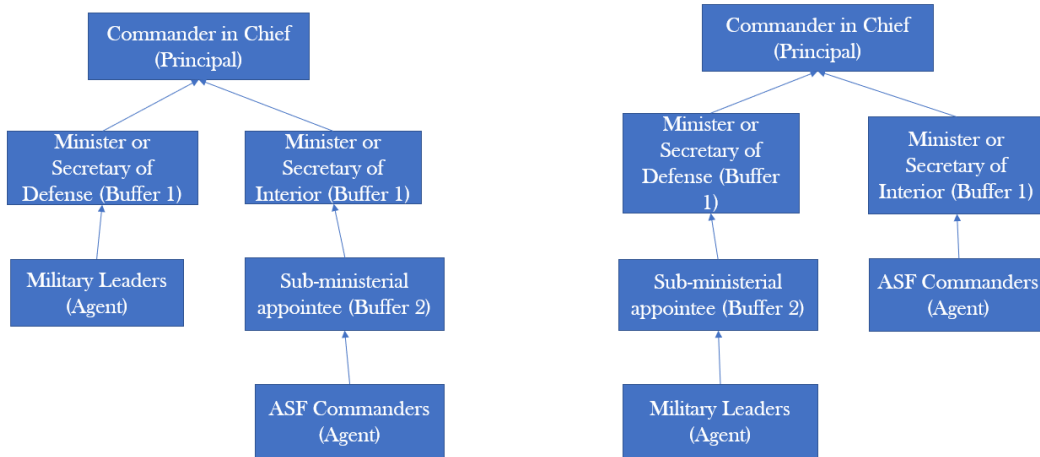 Commander in Chief
(Principal)
Minister or
Secretary of
Defense (Buffer 1)
Minister or
Secretary of
Interior (Buffer 1)
Military Leaders
(Agent)
Sub-ministerial
appointee (Buffer 2)
ASF Commanders
(Agent)
Commander in Chief
(Principal)
Minister or
Secretary of
Defense (Buffer
1)
Minister or
Secretary of
Interior (Buffer 1)
Sub-ministerial
appointee (Buffer 2)
ASF Commanders
(Agent)
Military Leaders
(Agent)